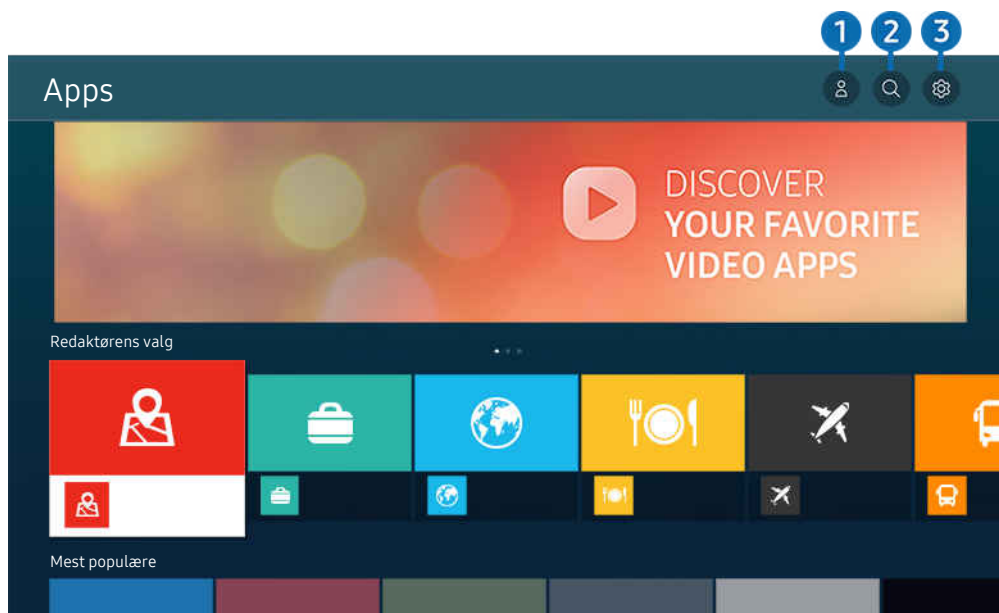 1 2 3
Apps
DISCOVER
YOUR FAVORITE
VIDEO APPS
Redaktørens valg
Mest populære